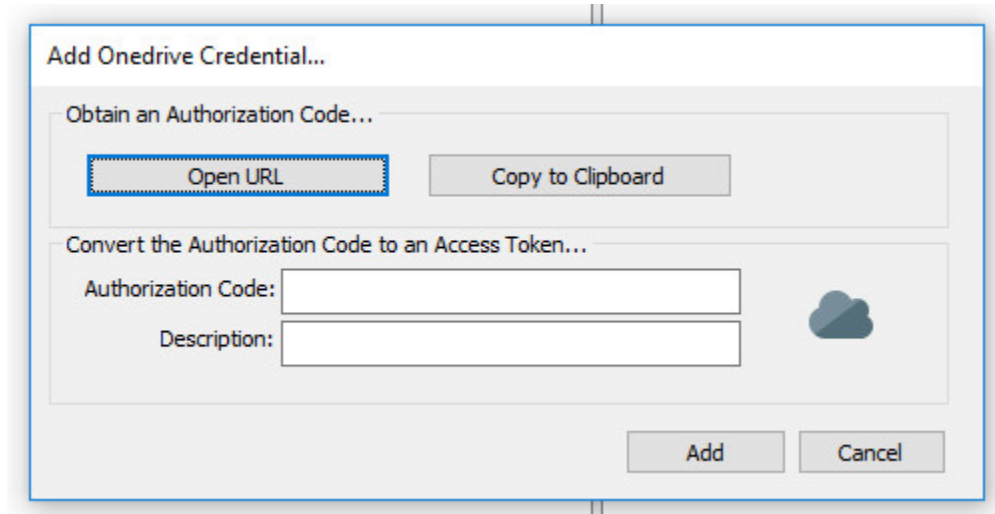 Add Onedrive Credential...
Obtain an Authorization Code...
Open URL
Copy to Clipboard
Convert the Authorization Code to an Access Token...
Authorization Code:
Description:
Add
Cancel